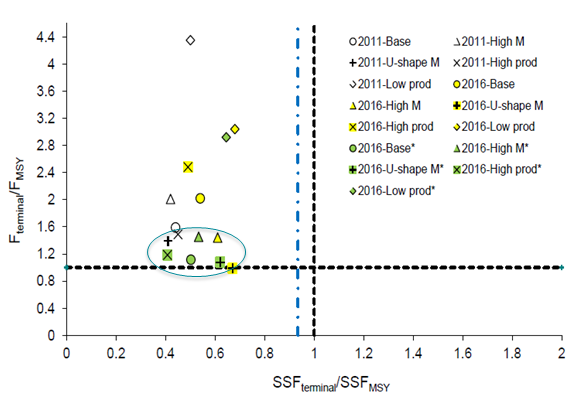 4.4
4
3.6
3.2
2.8
2.4
2
1.6
1.2
0.8
0.4
0
F_terminal/F_MSY
2011-Base 2011-High M
2011-U-shape M 2011-High prod
2011-Low prod 2016-Base
2016-High M 2016-U-shape M
2016-High prod 2016-Low prod
2016-Base* 2016-High M*
2016-U-shape M* 2016-High prod*
2016-Low prod*
0 0.2 0.4 0.6 0.8 1 1.2 1.4 1.6 1.8 2
SSF_terminal/SSF_MSY